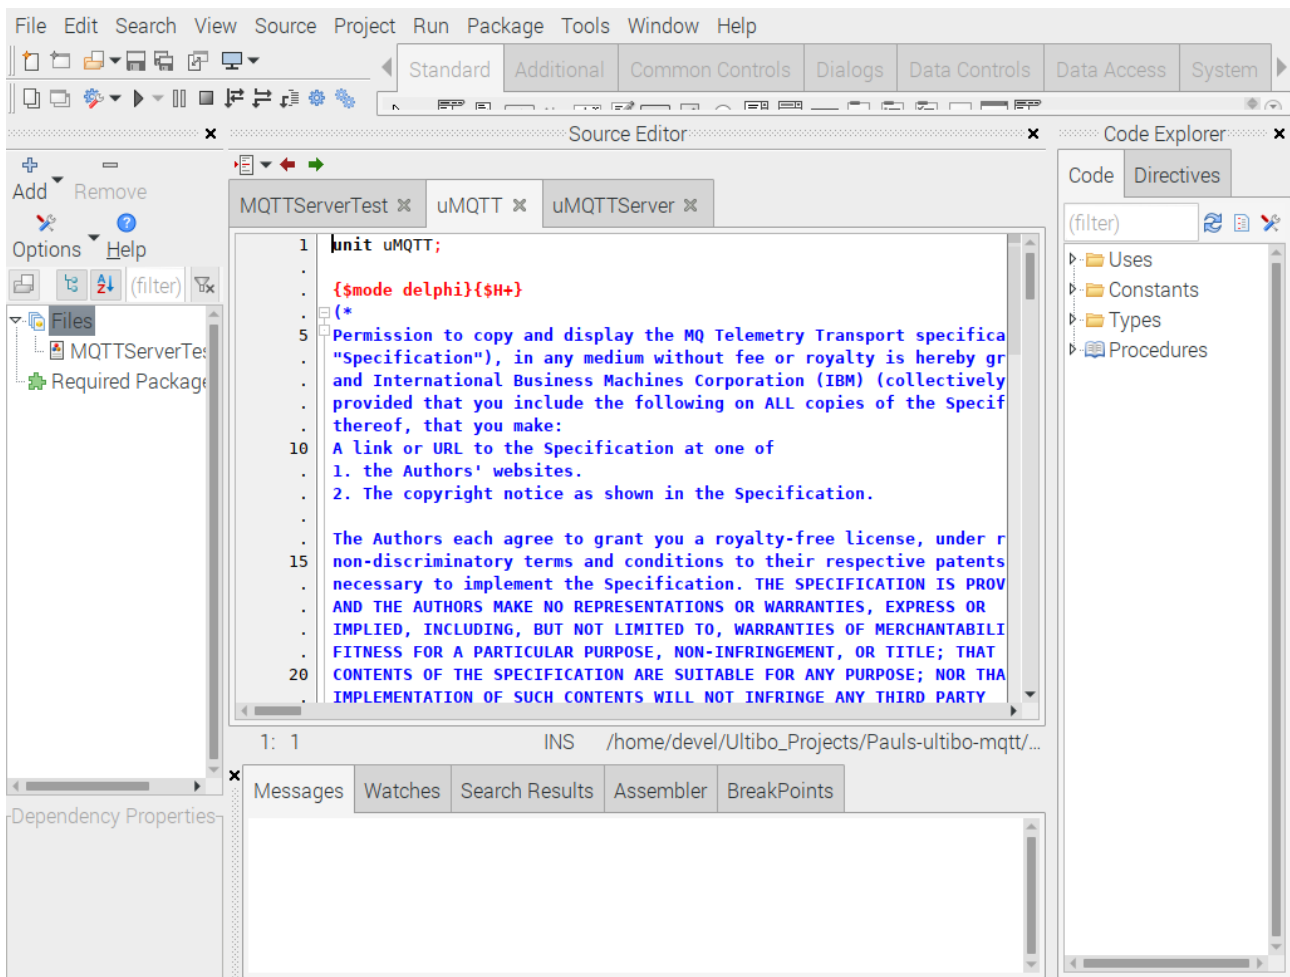 File Edit Search View Source Project Run Package Tools Window Help
Standard Additional Common Controls Dialogs Data Controls Data Access System
Source Editor
Code Explorer
Add Remove
Options Help
(filter)
Files
MQTTServerTes
Required Package
Dependency Properties
MQTTServerTest uMQTT uMQTTServer
1 unit uMQTT;
.
. {$mode delphi}{$H+}
. (*
5 Permission to copy and display the MQ Telemetry Transport specifica
. "Specification"), in any medium without fee or royalty is hereby gr
. and International Business Machines Corporation (IBM) (collectively
. provided that you include the following on ALL copies of the Specif
. thereof, that you make:
10 A link or URL to the Specification at one of
. 1. the Authors' websites.
. 2. The copyright notice as shown in the Specification.
.
. The Authors each agree to grant you a royalty-free license, under r
15 non-discriminatory terms and conditions to their respective patents
. necessary to implement the Specification. THE SPECIFICATION IS PROV
. AND THE AUTHORS MAKE NO REPRESENTATIONS OR WARRANTIES, EXPRESS OR
. IMPLIED, INCLUDING, BUT NOT LIMITED TO, WARRANTIES OF MERCHANTABILI
. FITNESS FOR A PARTICULAR PURPOSE, NON-INFRINGEMENT, OR TITLE; THAT
20 CONTENTS OF THE SPECIFICATION ARE SUITABLE FOR ANY PURPOSE; NOR THA
. IMPLEMENTATION OF SUCH CONTENTS WILL NOT INFRINGE ANY THIRD PARTY
1: 1 INS /home/devel/Ultibo_Projects/Pauls-ultibo-mqtt/...
Messages Watches Search Results Assembler BreakPoints
Code Directives
(filter)
Uses
Constants
Types
Procedures